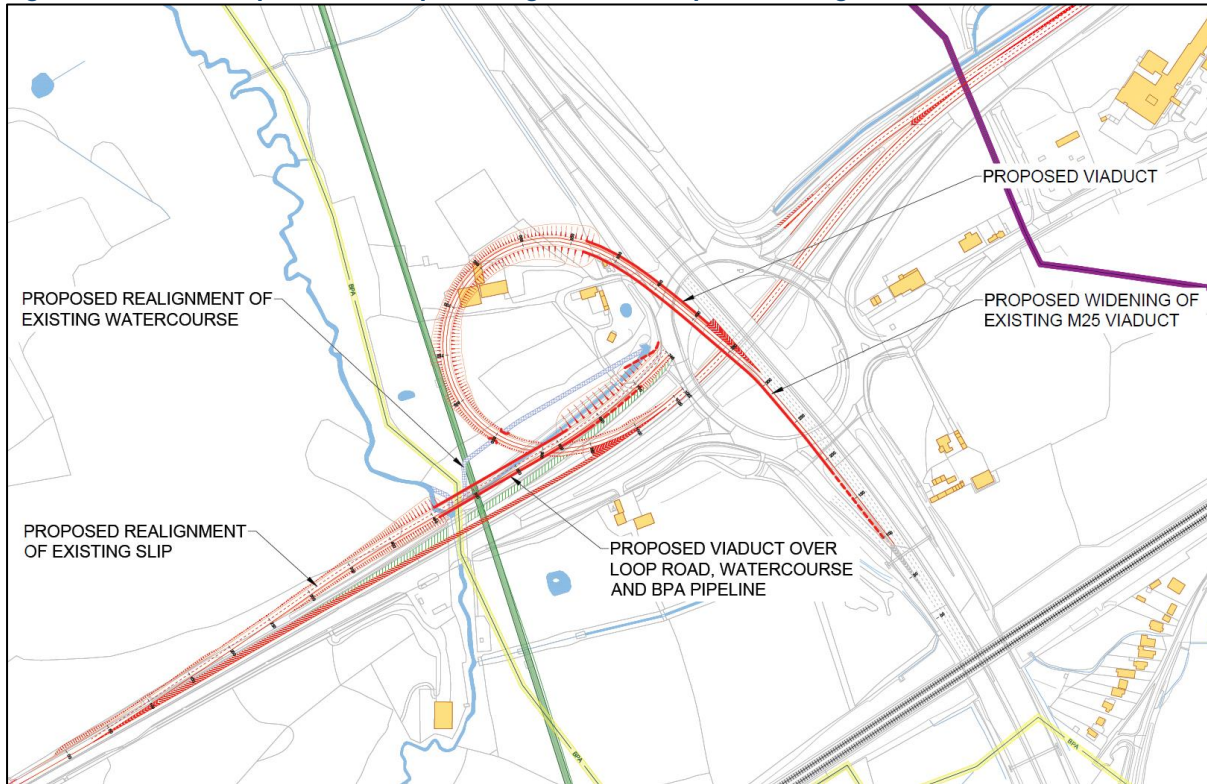 PROPOSED VIADUCT
PROPOSED WIDENING OF
EXISTING M25 VIADUCT
PROPOSED REALIGNMENT OF
EXISTING WATERCOURSE
PROPOSED REALIGNMENT
OF EXISTING SLIP
PROPOSED VIADUCT OVER
LOOP ROAD, WATERCOURSE
AND BPA PIPELINE
BPA
BPA
BPA
BPA